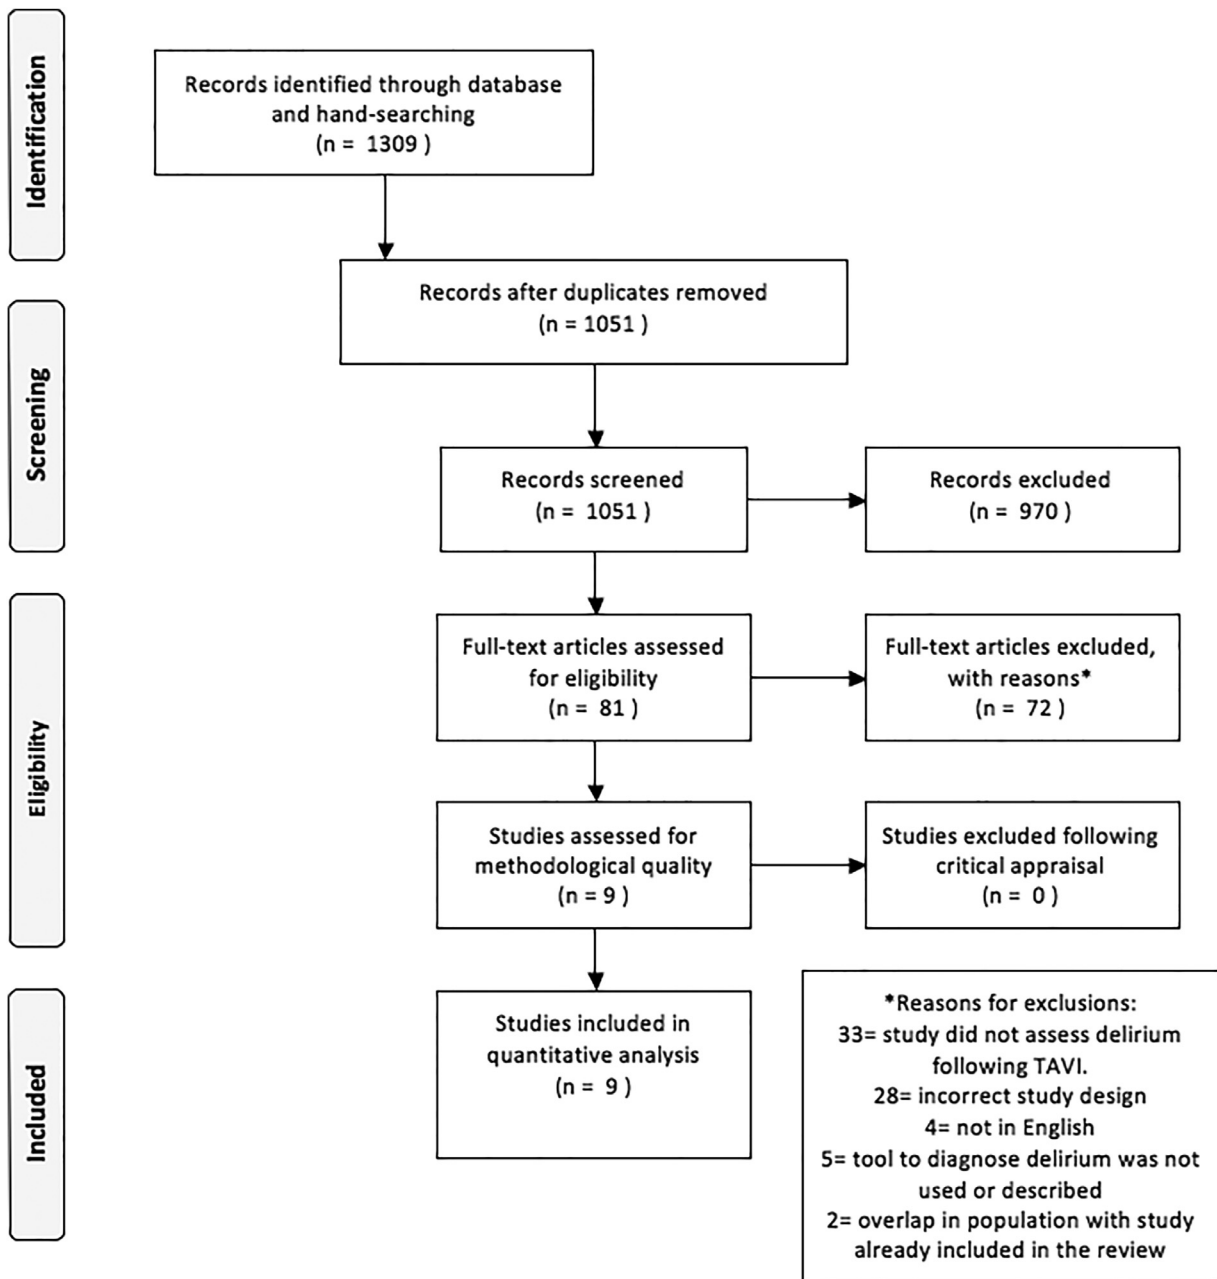 Identification
Records identified through database
and hand-searching
(n = 1309 )
Records after duplicates removed
(n = 1051 )
Screening
Records screened
(n = 1051 )
Records excluded
(n = 970 )
Eligibility
Full-text articles assessed
for eligibility
(n = 81 )
Full-text articles excluded,
with reasons*
(n = 72 )
Studies assessed for
methodological quality
(n = 9 )
Studies excluded following
critical appraisal
(n = 0 )
Included
Studies included in
quantitative analysis
(n = 9 )
*Reasons for exclusions:
33= study did not assess delirium
following TAVI.
28= incorrect study design
4= not in English
5= tool to diagnose delirium was not
used or described
2= overlap in population with study
already included in the review